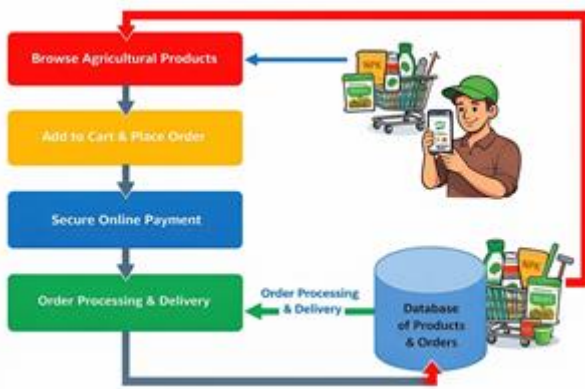 Browse Agricultural Products
NPK
Add to Cart & Place Order
Secure Online Payment
Order Processing & Delivery
Order Processing
& Delivery
Database
of Products
& Orders
NPK